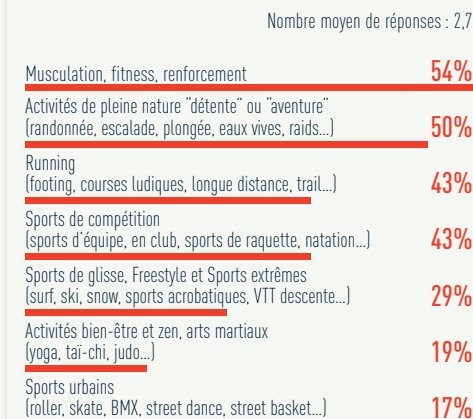 Nombre moyen de réponses : 2,7
Musculation, fitness, renforcement 54%
Activités de pleine nature "détente" ou "aventure"
(randonnée, escalade, plongée, eaux vives, raids...) 50%
Running
(footing, courses ludiques, longue distance, trail...) 43%
Sports de compétition
(sports d'équipe, en club, sports de raquette, natation...) 43%
Sports de glisse, Freestyle et Sports extrêmes
(surf, ski, snow, sports acrobatiques, VTT descente...) 29%
Activités bien-être et zen, arts martiaux
(yoga, taï-chi, judo...) 19%
Sports urbains
(roller, skate, BMX, street dance, street basket...) 17%